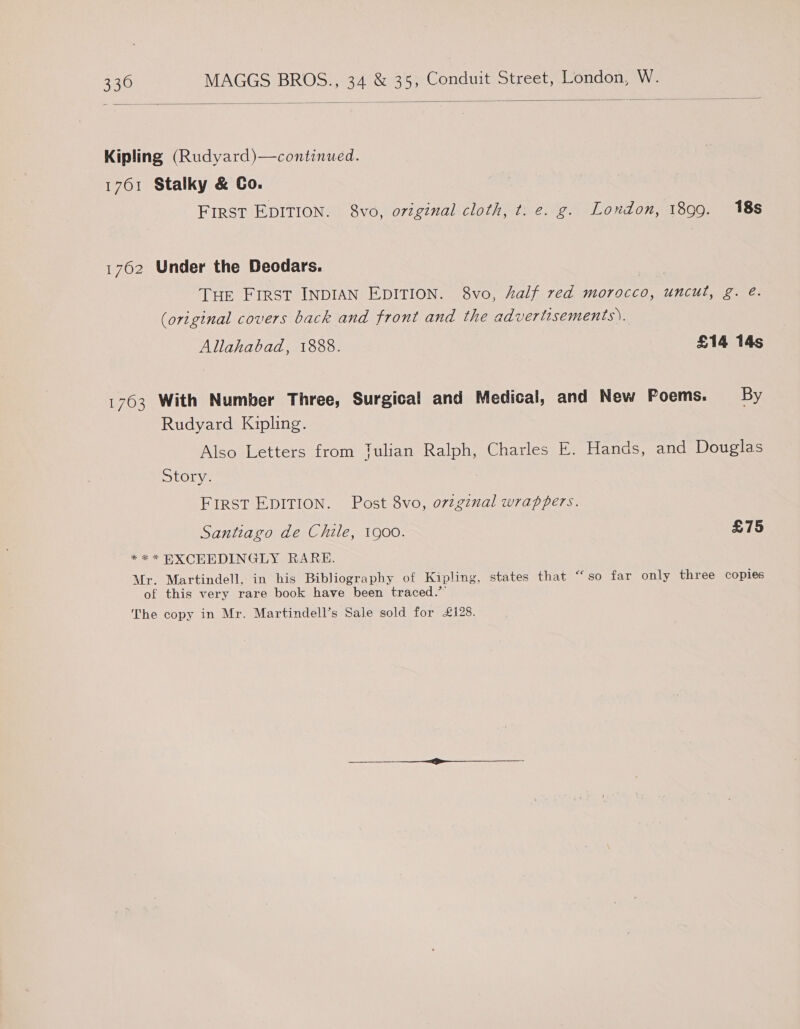 336 MAGGS BROS., 34 & 35, Conduit Street, London, W.
Kipling (Rudyard)—continued.
1761 Stalky & Co.
FIRST EDITION. 8vo, original cloth, t. e. g. London, 1899. 18s
1762 Under the Deodars.
THE FIRST INDIAN EDITION. 8vo, half red morocco, uncut, g. e.
(original covers back and front and the advertisements).
Allahabad, 1888. £14 14s
1763 With Number Three, Surgical and Medical, and New Poems. By
Rudyard Kipling.
Also Letters from Julian Ralph, Charles E. Hands, and Douglas
Story.
FIRST EDITION. Post 8vo, original wrappers.
Santiago de Chile, 1900. £75
*** EXCEEDINGLY RARE.
Mr. Martindell, in his Bibliography of Kipling, states that “so far only three copies
of this very rare book have been traced.”
The copy in Mr. Martindell’s Sale sold for £128.